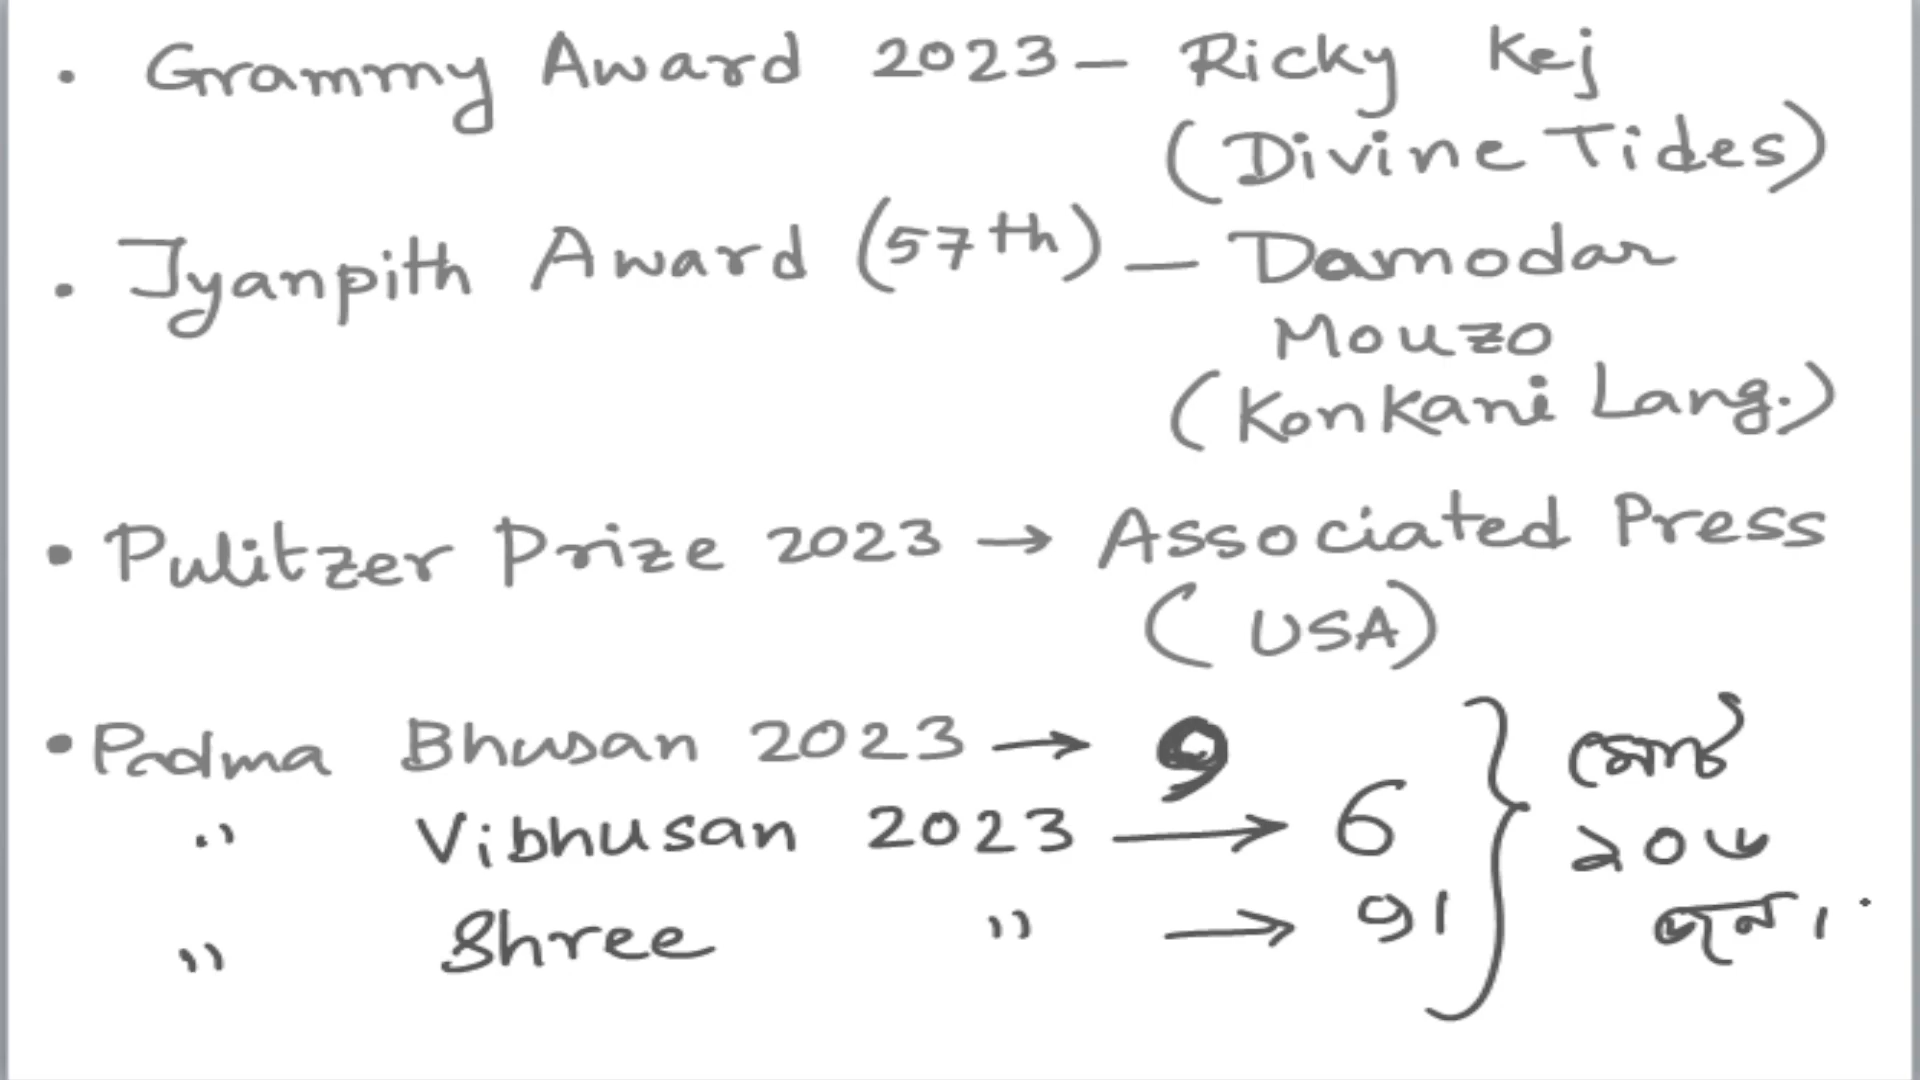 • Grammy Award 2023 - Ricky Kej
(Divine Tides)
• Jyanpith Award (57th) - Damodar
Mouzo
(Konkani Lang.)
• Pulitzer Prize 2023 → Associated Press
(USA)
• Padma Bhusan 2023 → 9
" Vibhusan 2023 → 6
" Shree " → 91
} মোট
১০৬
জন।